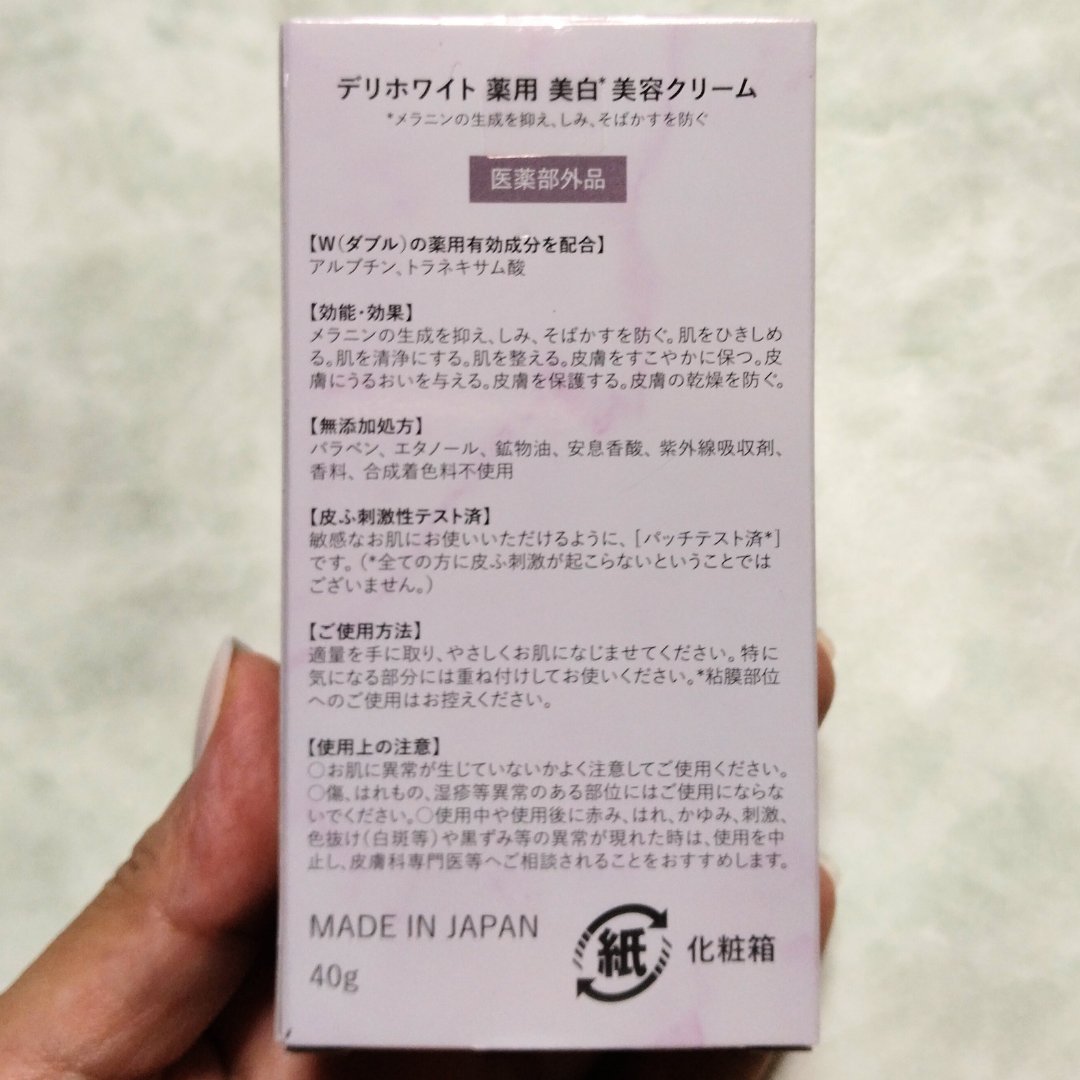 デリホワイト 薬用 美白*美容クリーム
*メラニンの生成を抑え、しみ、そばかすを防ぐ
医薬部外品
【W(ダブル)の薬用有効成分を配合】
アルブチン、トラネキサム酸
【効能・効果】
メラニンの生成を抑え、しみ、そばかすを防ぐ。肌をひきしめ
る。肌を清浄にする。肌を整える。皮膚をすこやかに保つ。皮
膚にうるおいを与える。皮膚を保護する。皮膚の乾燥を防ぐ。
【無添加処方】
パラベン、エタノール、鉱物油、安息香酸、紫外線吸収剤、
香料、合成着色料不使用
【皮ふ刺激性テスト済】
敏感なお肌にお使いいただけるように、[パッチテスト済*]
です。(*全ての方に皮ふ刺激が起こらないということでは
ございません。)
【ご使用方法】
適量を手に取り、やさしくお肌になじませてください。特に
気になる部分には重ね付けしてお使いください。*粘膜部位
へのご使用はお控えください。
【使用上の注意】
○お肌に異常が生じていないかよく注意してご使用ください。
○傷、はれもの、湿疹等異常のある部位にはご使用にならな
いでください。○使用中や使用後に赤み、はれ、かゆみ、刺激、
色抜け(白斑等)や黒ずみ等の異常が現れた時は、使用を中
止し、皮膚科専門医等へご相談されることをおすすめします。
MADE IN JAPAN
40g
紙 化粧箱